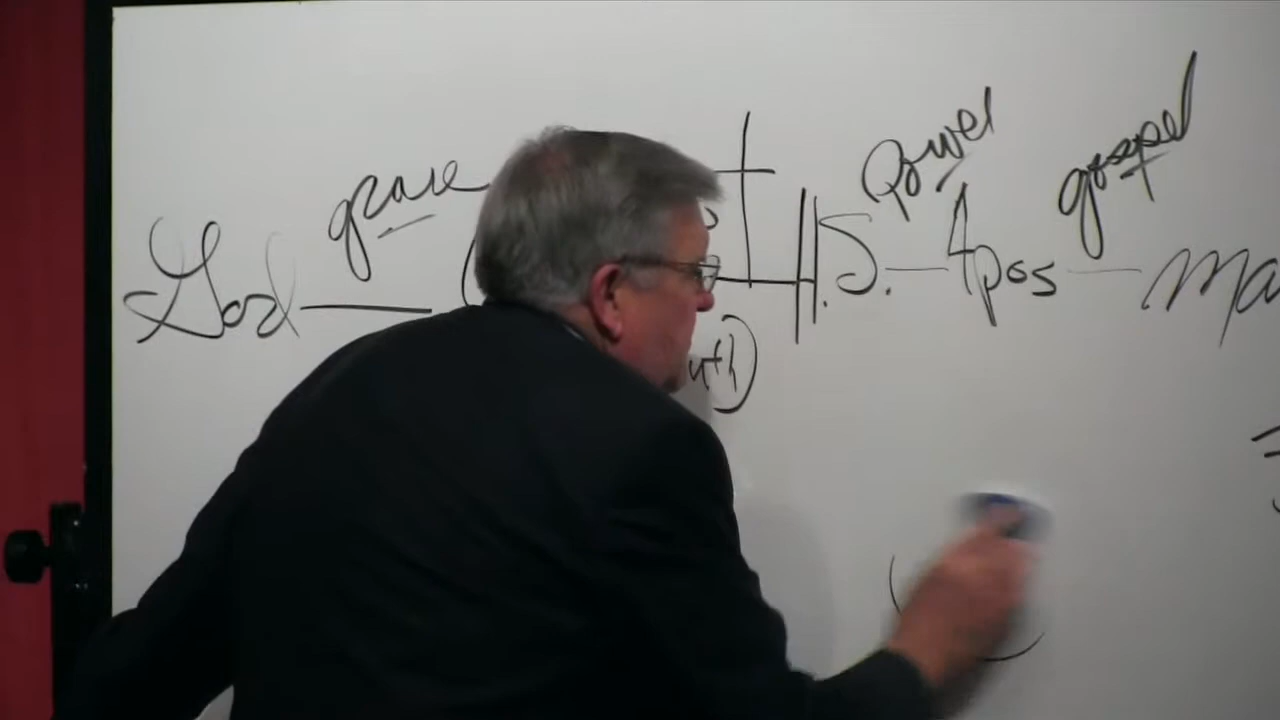 grace power gospel
God — H.S. — Apos — Ma